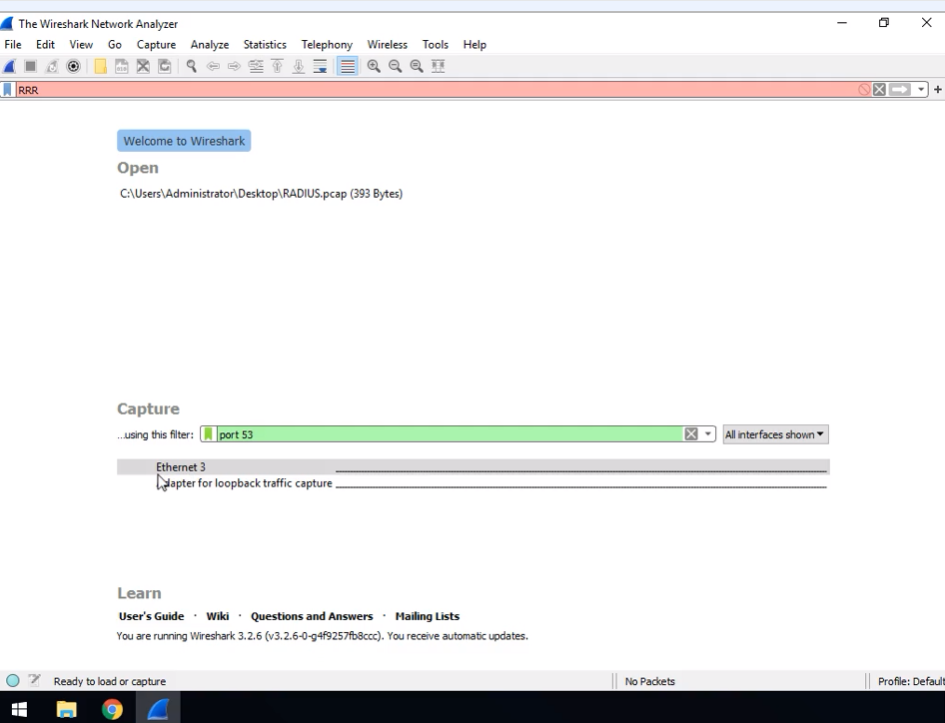 The Wireshark Network Analyzer
File Edit View Go Capture Analyze Statistics Telephony Wireless Tools Help
RRR
+
Welcome to Wireshark
Open
C:\Users\Administrator\Desktop\RADIUS.pcap (393 Bytes)
Capture
...using this filter: port 53 All interfaces shown
Ethernet 3
for loopback traffic capture
Learn
User's Guide · Wiki · Questions and Answers · Mailing Lists
You are running Wireshark 3.2.6 (v3.2.6-0-g4f9257fb8ccc). You receive automatic updates.
Ready to load or capture No Packets Profile: Default